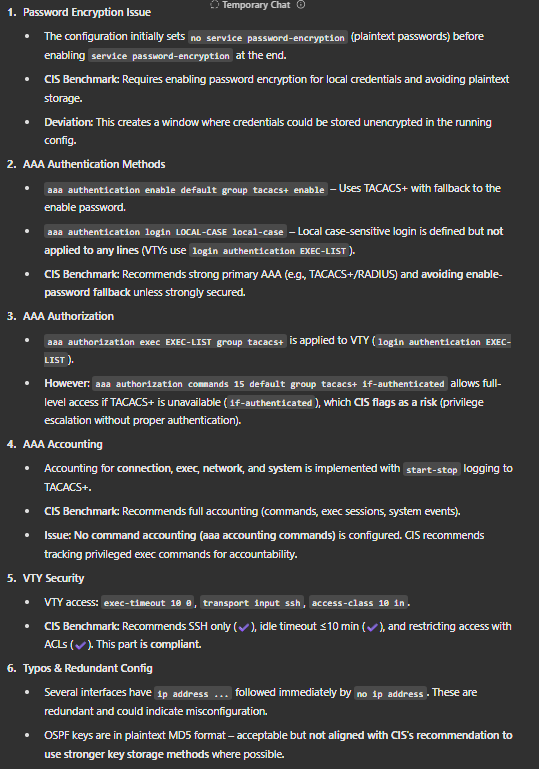 Temporary Chat
1. Password Encryption Issue
• The configuration initially sets no service password-encryption (plaintext passwords) before
enabling service password-encryption at the end.
• CIS Benchmark: Requires enabling password encryption for local credentials and avoiding plaintext
storage.
• Deviation: This creates a window where credentials could be stored unencrypted in the running
config.
2. AAA Authentication Methods
• aaa authentication enable default group tacacs+ enable – Uses TACACS+ with fallback to the
enable password.
• aaa authentication login LOCAL-CASE local-case – Local case-sensitive login is defined but not
applied to any lines (VTYs use login authentication EXEC-LIST).
• CIS Benchmark: Recommends strong primary AAA (e.g., TACACS+/RADIUS) and avoiding enable-
password fallback unless strongly secured.
3. AAA Authorization
• aaa authorization exec EXEC-LIST group tacacs+ is applied to VTY (login authentication EXEC-
LIST).
• However: aaa authorization commands 15 default group tacacs+ if-authenticated allows full-
level access if TACACS+ is unavailable (if-authenticated), which CIS flags as a risk (privilege
escalation without proper authentication).
4. AAA Accounting
• Accounting for connection, exec, network, and system is implemented with start-stop logging to
TACACS+.
• CIS Benchmark: Recommends full accounting (commands, exec sessions, system events).
• Issue: No command accounting (aaa accounting commands) is configured. CIS recommends
tracking privileged exec commands for accountability.
5. VTY Security
• VTY access: exec-timeout 10 0, transport input ssh, access-class 10 in.
• CIS Benchmark: Recommends SSH only (✔), idle timeout ≤10 min (✔), and restricting access with
ACLs (✔). This part is compliant.
6. Typos & Redundant Config
• Several interfaces have ip address ... followed immediately by no ip address. These are
redundant and could indicate misconfiguration.
• OSPF keys are in plaintext MD5 format – acceptable but not aligned with CIS's recommendation to
use stronger key storage methods where possible.